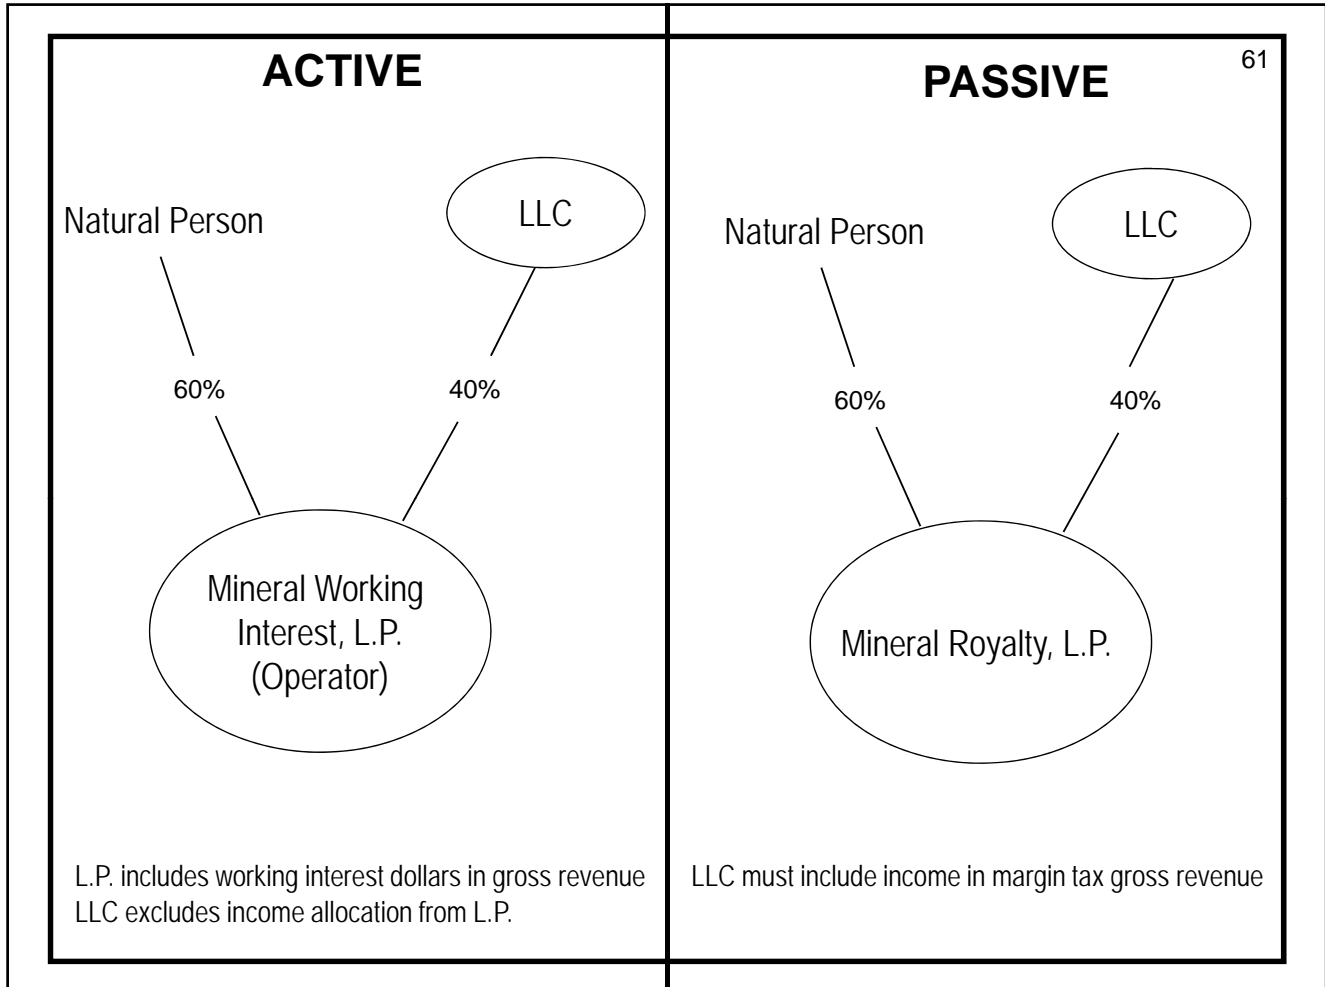 ACTIVE
Natural Person
LLC
60%
40%
Mineral Working
Interest, L.P.
(Operator)
L.P. includes working interest dollars in gross revenue
LLC excludes income allocation from L.P.
61
PASSIVE
Natural Person
LLC
60%
40%
Mineral Royalty, L.P.
LLC must include income in margin tax gross revenue